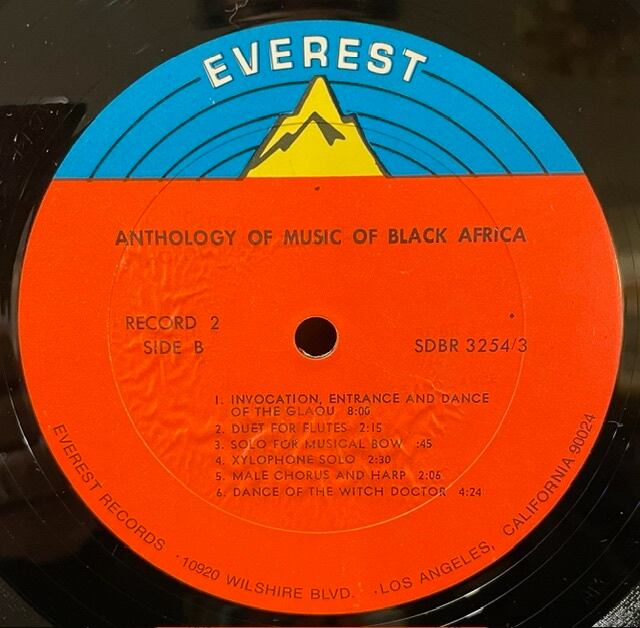 EVEREST
ANTHOLOGY OF MUSIC OF BLACK AFRICA
RECORD 2
SIDE B
SDBR 3254/3
1. INVOCATION, ENTRANCE AND DANCE
OF THE GLAOU 8:00
2. DUET FOR FLUTES 2:15
3. SOLO FOR MUSICAL BOW :45
4. XYLOPHONE SOLO 2:30
5. MALE CHORUS AND HARP 2:06
6. DANCE OF THE WITCH DOCTOR 4:24
EVEREST RECORDS · 10920 WILSHIRE BLVD. · LOS ANGELES, CALIFORNIA 90024